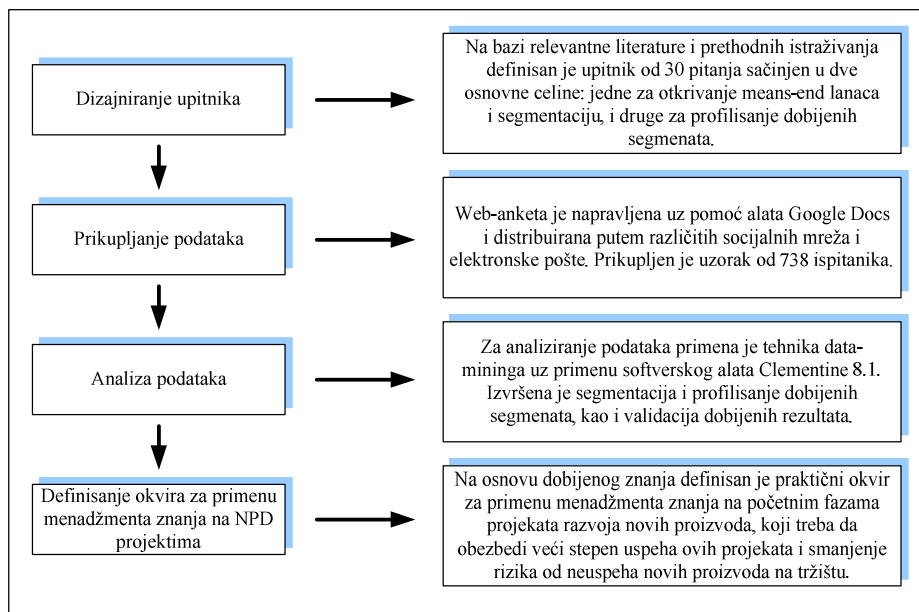 Dizajniranje upitnika
Na bazi relevantne literature i prethodnih istraživanja
definisan je upitnik od 30 pitanja sačinjen u dve
osnovne celine: jedne za otkrivanje means-end lanaca
i segmentaciju, i druge za profilisanje dobijenih
segmenata.
Prikupljanje podataka
Web-anketa je napravljena uz pomoć alata Google Docs
i distribuirana putem različitih socijalnih mreža i
elektronske pošte. Prikupljen je uzorak od 738 ispitanika.
Analiza podataka
Za analiziranje podataka primena je tehnika data-
mininga uz primenu softverskog alata Clementine 8.1.
Izvršena je segmentacija i profilisanje dobijenih
segmenata, kao i validacija dobijenih rezultata.
Definisanje okvira za primenu
menadžmenta znanja na NPD
projektima
Na osnovu dobijenog znanja definisan je praktični okvir
za primenu menadžmenta znanja na početnim fazama
projekata razvoja novih proizvoda, koji treba da
obezbedi veći stepen uspeha ovih projekata i smanjenje
rizika od neuspeha novih proizvoda na tržištu.